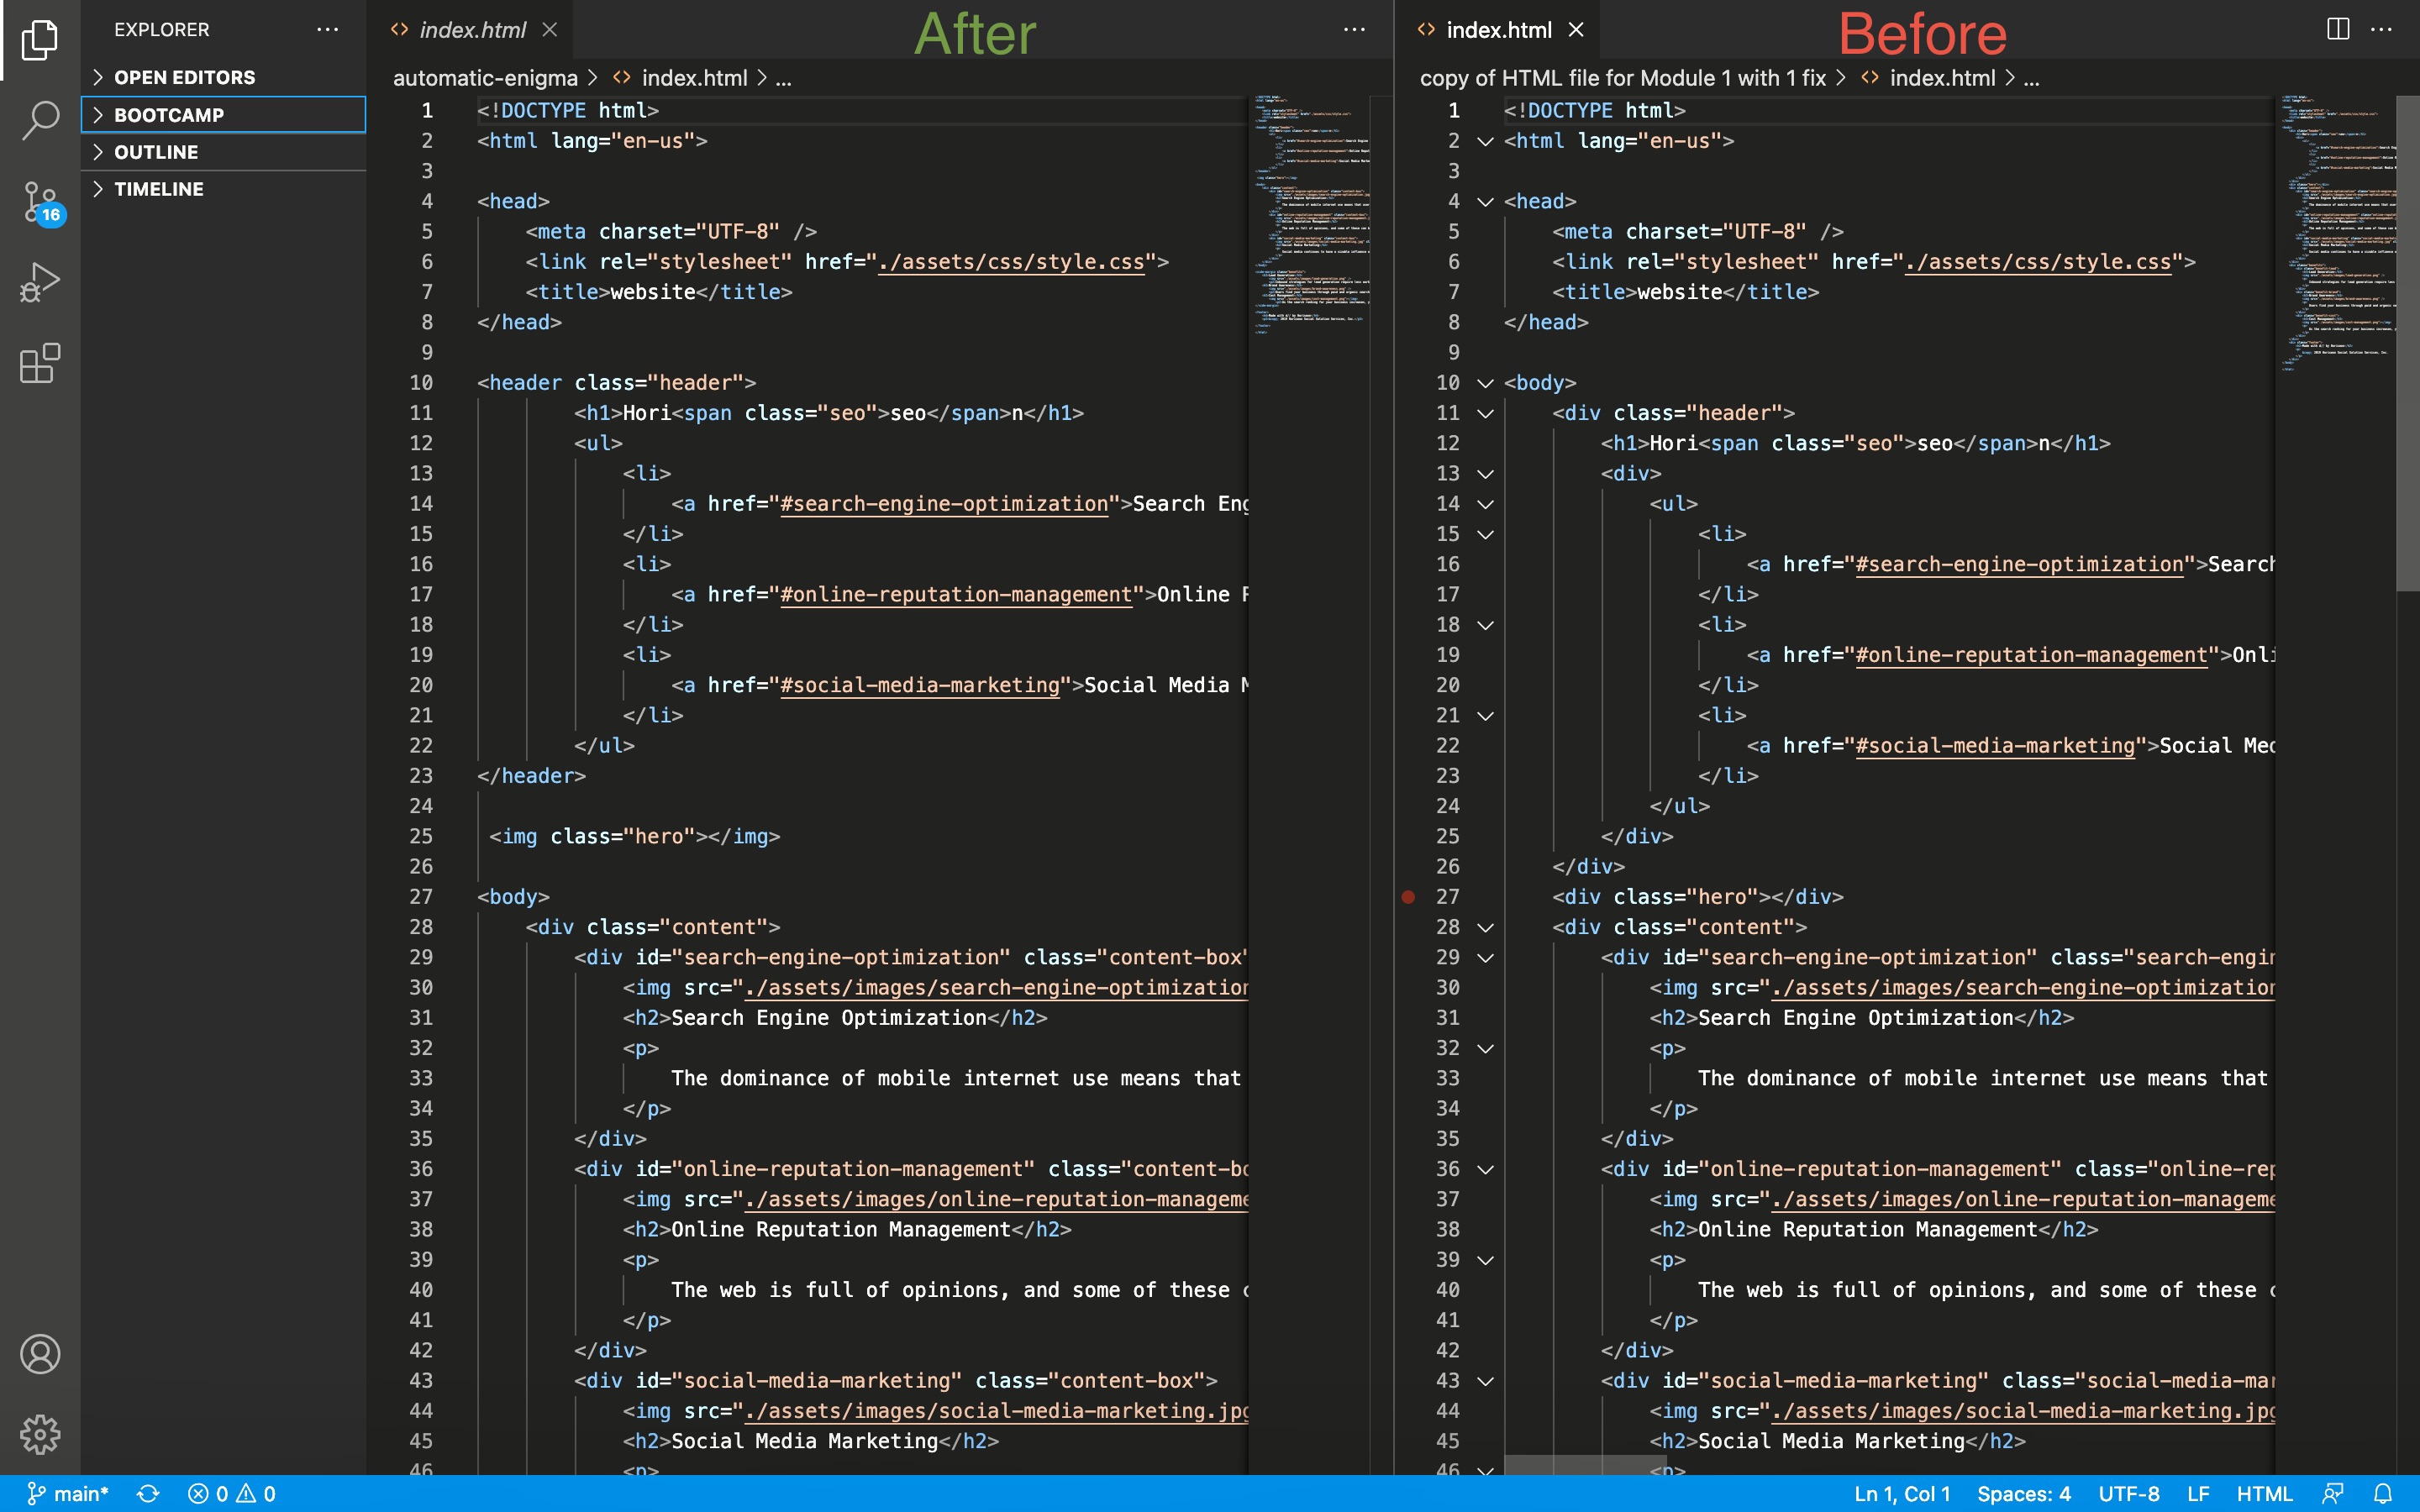 EXPLORER
OPEN EDITORS
BOOTCAMP
OUTLINE
TIMELINE
16
index.html
After
automatic-enigma > index.html > ...
1 <!DOCTYPE html>
2 <html lang="en-us">
3
4 <head>
5 <meta charset="UTF-8" />
6 <link rel="stylesheet" href="./assets/css/style.css">
7 <title>website</title>
8 </head>
9
10 <header class="header">
11 <h1>Hori<span class="seo">seo</span>n</h1>
12 <ul>
13 <li>
14 <a href="#search-engine-optimization">Search Eng
15 </li>
16 <li>
17 <a href="#online-reputation-management">Online
18 </li>
19 <li>
20 <a href="#social-media-marketing">Social Media
21 </li>
22 </ul>
23 </header>
24
25 <img class="hero"></img>
26
27 <body>
28 <div class="content">
29 <div id="search-engine-optimization" class="content-box"
30 <img src="./assets/images/search-engine-optimization
31 <h2>Search Engine Optimization</h2>
32 <p>
33 The dominance of mobile internet use means that
34 </p>
35 </div>
36 <div id="online-reputation-management" class="content-bo
37 <img src="./assets/images/online-reputation-manageme
38 <h2>Online Reputation Management</h2>
39 <p>
40 The web is full of opinions, and some of these
41 </p>
42 </div>
43 <div id="social-media-marketing" class="content-box">
44 <img src="./assets/images/social-media-marketing.jpg
45 <h2>Social Media Marketing</h2>
46 <p>
index.html
Before
copy of HTML file for Module 1 with 1 fix > index.html > ...
1 <!DOCTYPE html>
2 <html lang="en-us">
3
4 <head>
5 <meta charset="UTF-8" />
6 <link rel="stylesheet" href="./assets/css/style.css">
7 <title>website</title>
8 </head>
9
10 <body>
11 <div class="header">
12 <h1>Hori<span class="seo">seo</span>n</h1>
13 <div>
14 <ul>
15 <li>
16 <a href="#search-engine-optimization">Search
17 </li>
18 <li>
19 <a href="#online-reputation-management">Onli
20 </li>
21 <li>
22 <a href="#social-media-marketing">Social Med
23 </li>
24 </ul>
25 </div>
26 </div>
27 <div class="hero"></div>
28 <div class="content">
29 <div id="search-engine-optimization" class="search-engin
30 <img src="./assets/images/search-engine-optimization
31 <h2>Search Engine Optimization</h2>
32 <p>
33 The dominance of mobile internet use means that
34 </p>
35 </div>
36 <div id="online-reputation-management" class="online-rep
37 <img src="./assets/images/online-reputation-manageme
38 <h2>Online Reputation Management</h2>
39 <p>
40 The web is full of opinions, and some of these
41 </p>
42 </div>
43 <div id="social-media-marketing" class="social-media-mar
44 <img src="./assets/images/social-media-marketing.jpg
45 <h2>Social Media Marketing</h2>
46 <p>
main* 0 0
Ln 1, Col 1 Spaces: 4 UTF-8 LF HTML